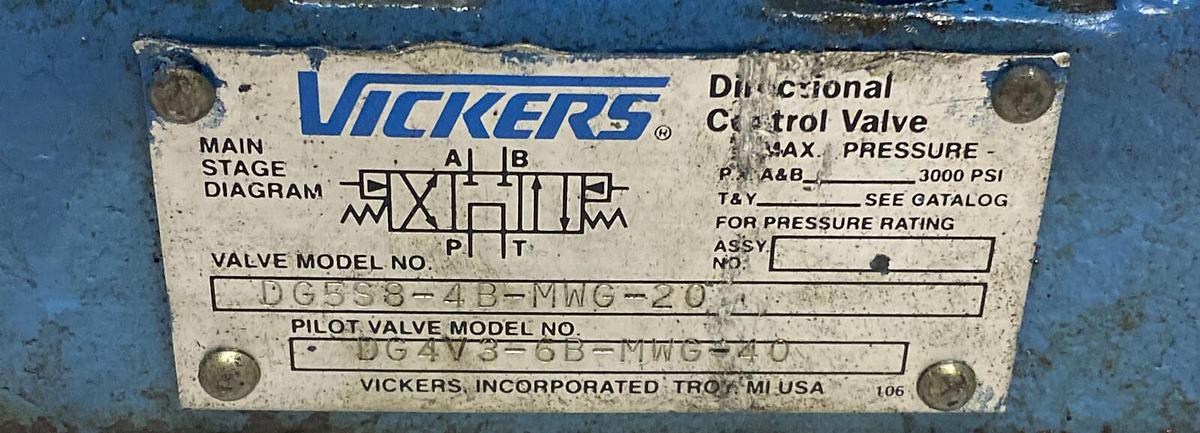 VICKERS®
Directional
Control Valve
MAX. PRESSURE -
P, A&B 3000 PSI
T&Y SEE CATALOG
FOR PRESSURE RATING
ASSY.
NO.
MAIN
STAGE
DIAGRAM
A B
P T
VALVE MODEL NO.
DG5S8-4B-MWG-20
PILOT VALVE MODEL NO.
DG4V3-6B-MWG-40
VICKERS, INCORPORATED TROY, MI USA 106